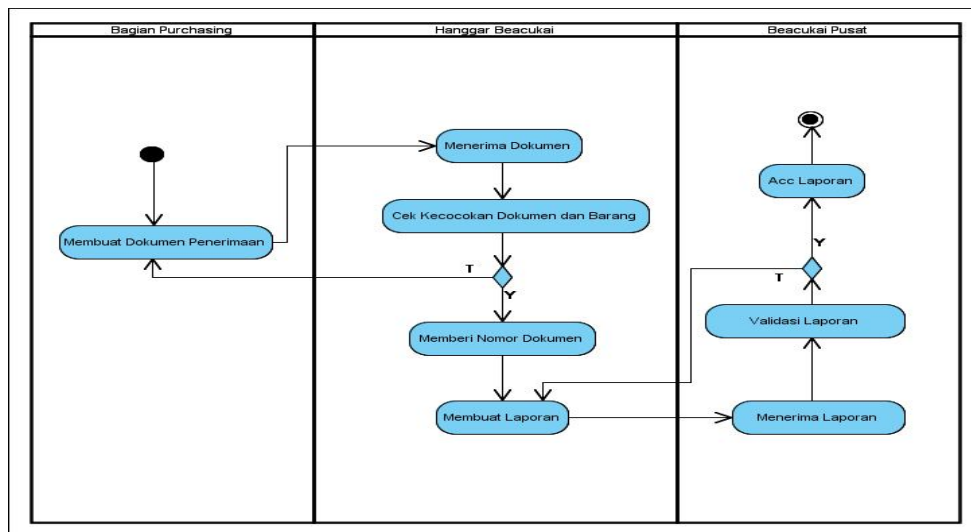 Bagian Purchasing
Hanggar Beacukai
Beacukai Pusat
Menerima Dokumen
Acc Laporan
Cek Kecocokan Dokumen dan Barang
Membuat Dokumen Penerimaan
Y
T
T
Y
Validasi Laporan
Memberi Nomor Dokumen
Membuat Laporan
Menerima Laporan